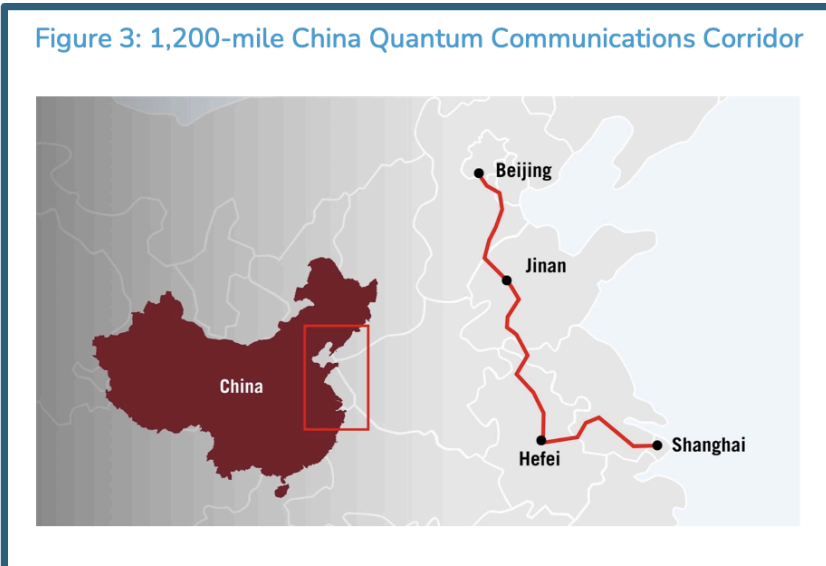 Figure 3: 1,200-mile China Quantum Communications Corridor
Beijing
Jinan
China
Hefei
Shanghai